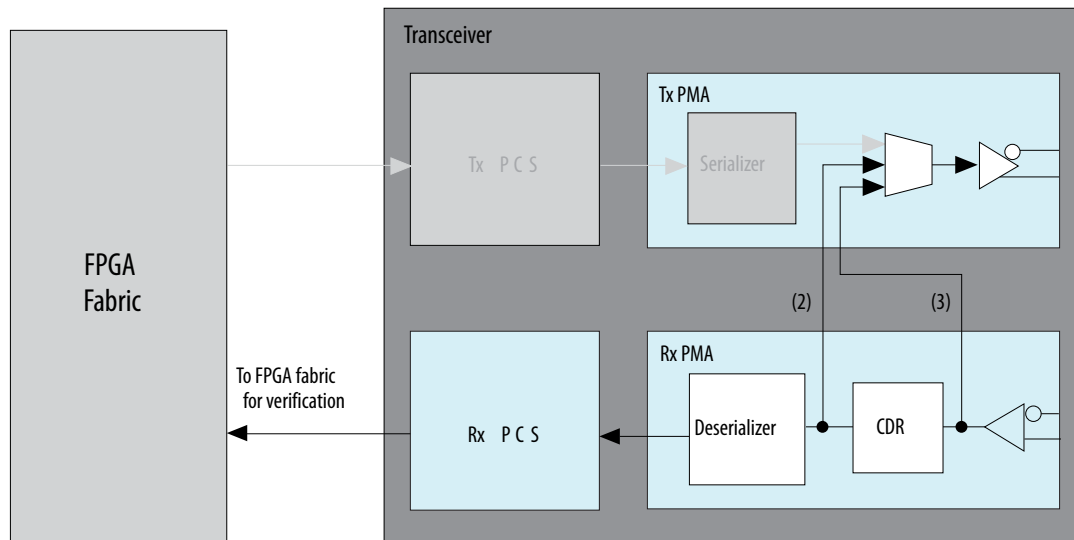 Transceiver
Tx PMA
Tx P C S
Serializer
FPGA
Fabric
(2)
(3)
Rx PMA
To FPGA fabric
for verification
Rx P C S
Deserializer
CDR